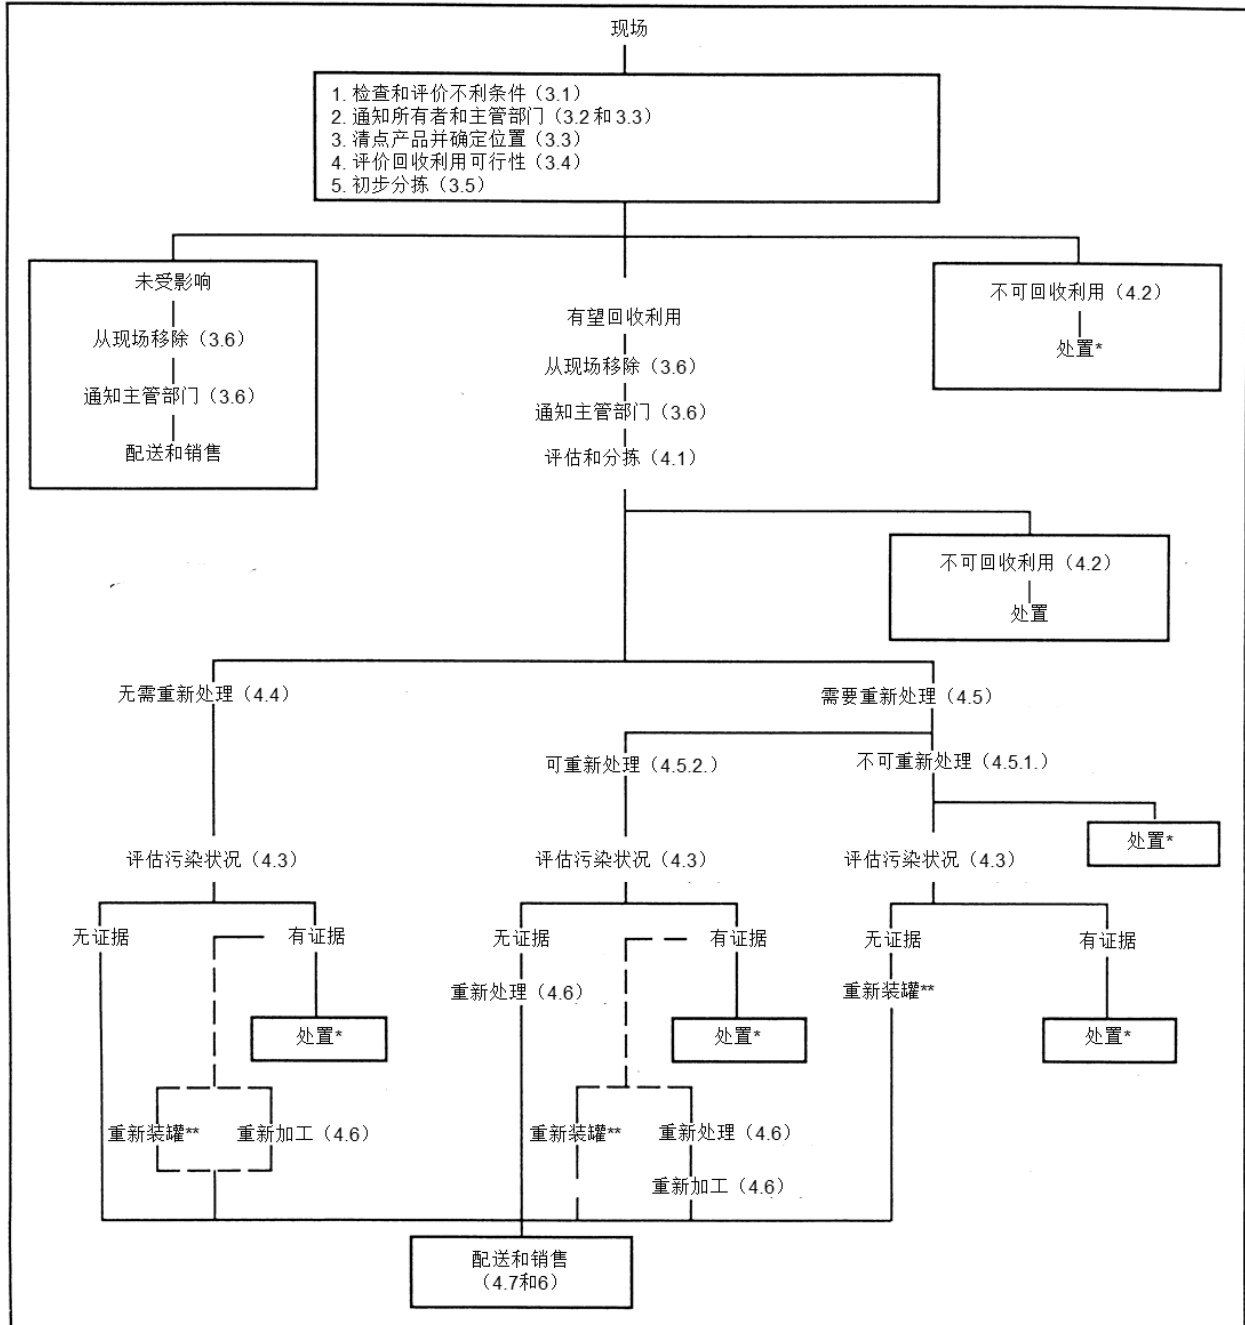 现场
1. 检查和评价不利条件（3.1）
2. 通知所有者和主管部门（3.2和3.3）
3. 清点产品并确定位置（3.3）
4. 评价回收利用可行性（3.4）
5. 初步分拣（3.5）
未受影响
从现场移除（3.6）
通知主管部门（3.6）
配送和销售
有望回收利用
从现场移除（3.6）
通知主管部门（3.6）
评估和分拣（4.1）
不可回收利用（4.2）
处置*
不可回收利用（4.2）
处置
无需重新处理（4.4）
需要重新处理（4.5）
可重新处理（4.5.2.）
不可重新处理（4.5.1.）
处置*
评估污染状况（4.3）
评估污染状况（4.3）
评估污染状况（4.3）
无证据
有证据
无证据
有证据
无证据
有证据
重新处理（4.6）
重新装罐**
处置*
处置*
处置*
重新装罐**
重新加工（4.6）
重新装罐**
重新处理（4.6）
重新加工（4.6）
配送和销售
（4.7和6）